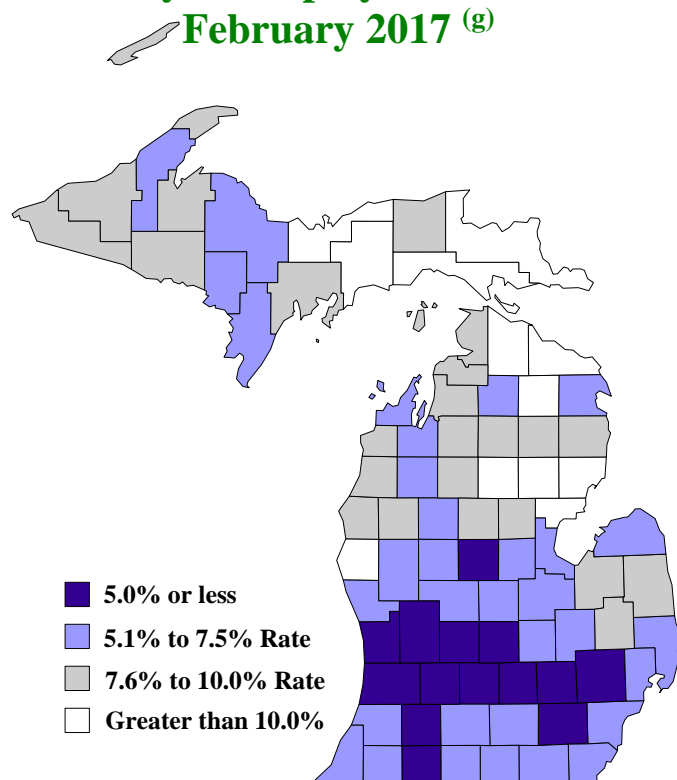 February 2017 (g)
5.0% or less
5.1% to 7.5% Rate
7.6% to 10.0% Rate
Greater than 10.0%